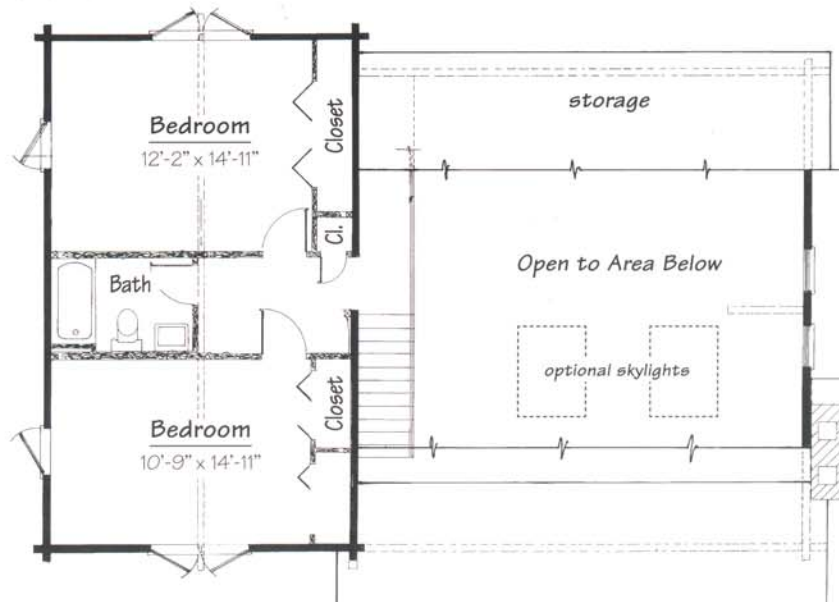 storage
Bedroom
12'-2" x 14'-11"
Closet
Cl.
Bath
Open to Area Below
optional skylights
Closet
Bedroom
10'-9" x 14'-11"